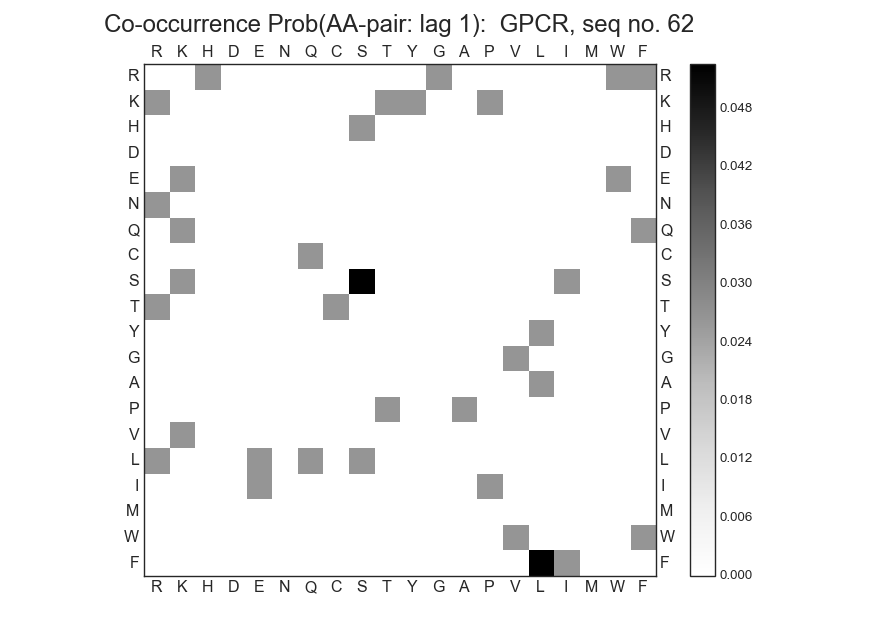 Co-occurrence Prob(AA-pair: lag 1):  GPCR, seq no. 62
R K H D E N Q C S T Y G A P V L I M W F
R R
K K
H H
D D
E E
N N
Q Q
C C
S S
T T
Y Y
G G
A A
P P
V V
L L
I I
M M
W W
F F
R K H D E N Q C S T Y G A P V L I M W F
0.048
0.042
0.036
0.030
0.024
0.018
0.012
0.006
0.000